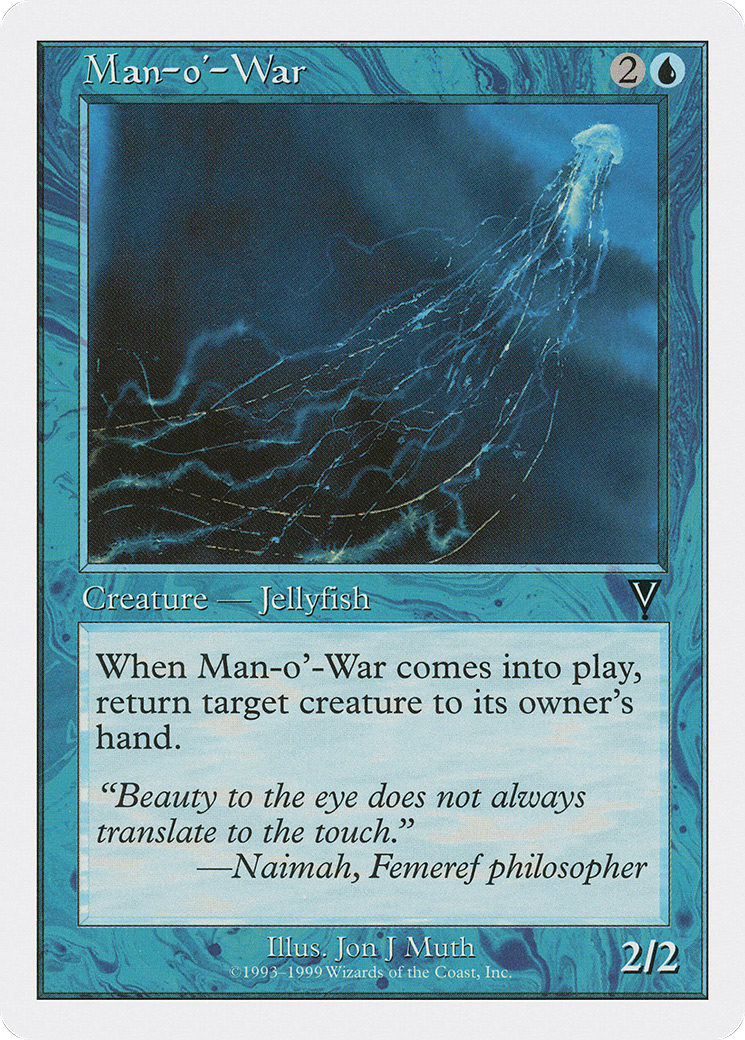 Man-o'-War 2
Creature — Jellyfish
V
When Man-o'-War comes into play,
return target creature to its owner's
hand.
“Beauty to the eye does not always
translate to the touch.”
—Naimah, Femeref philosopher
Illus. Jon J Muth
©1993–1999 Wizards of the Coast, Inc.
2/2